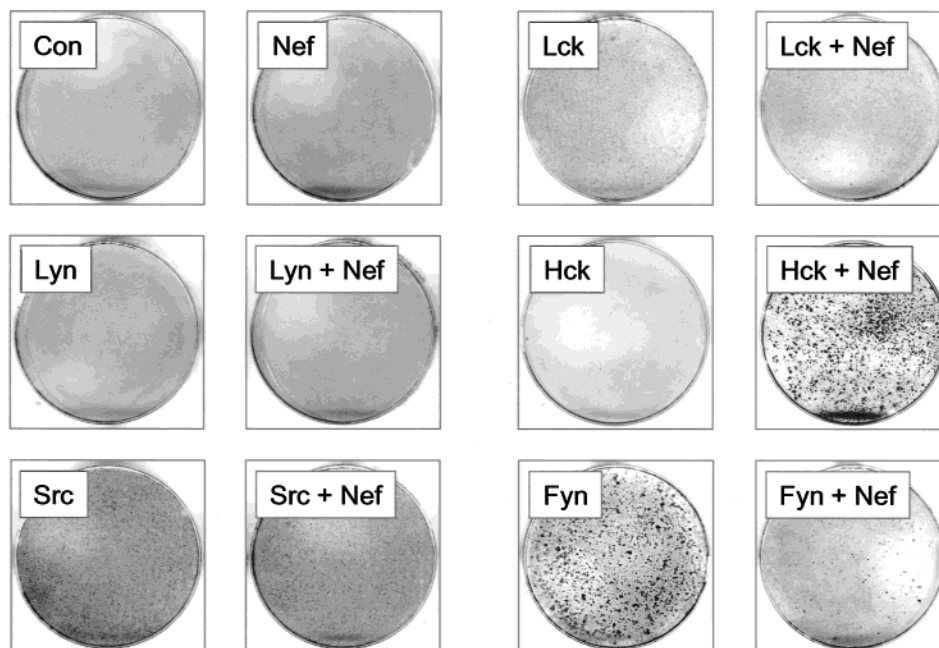 Con
Nef
Lck
Lck + Nef
Lyn
Lyn + Nef
Hck
Hck + Nef
Src
Src + Nef
Fyn
Fyn + Nef